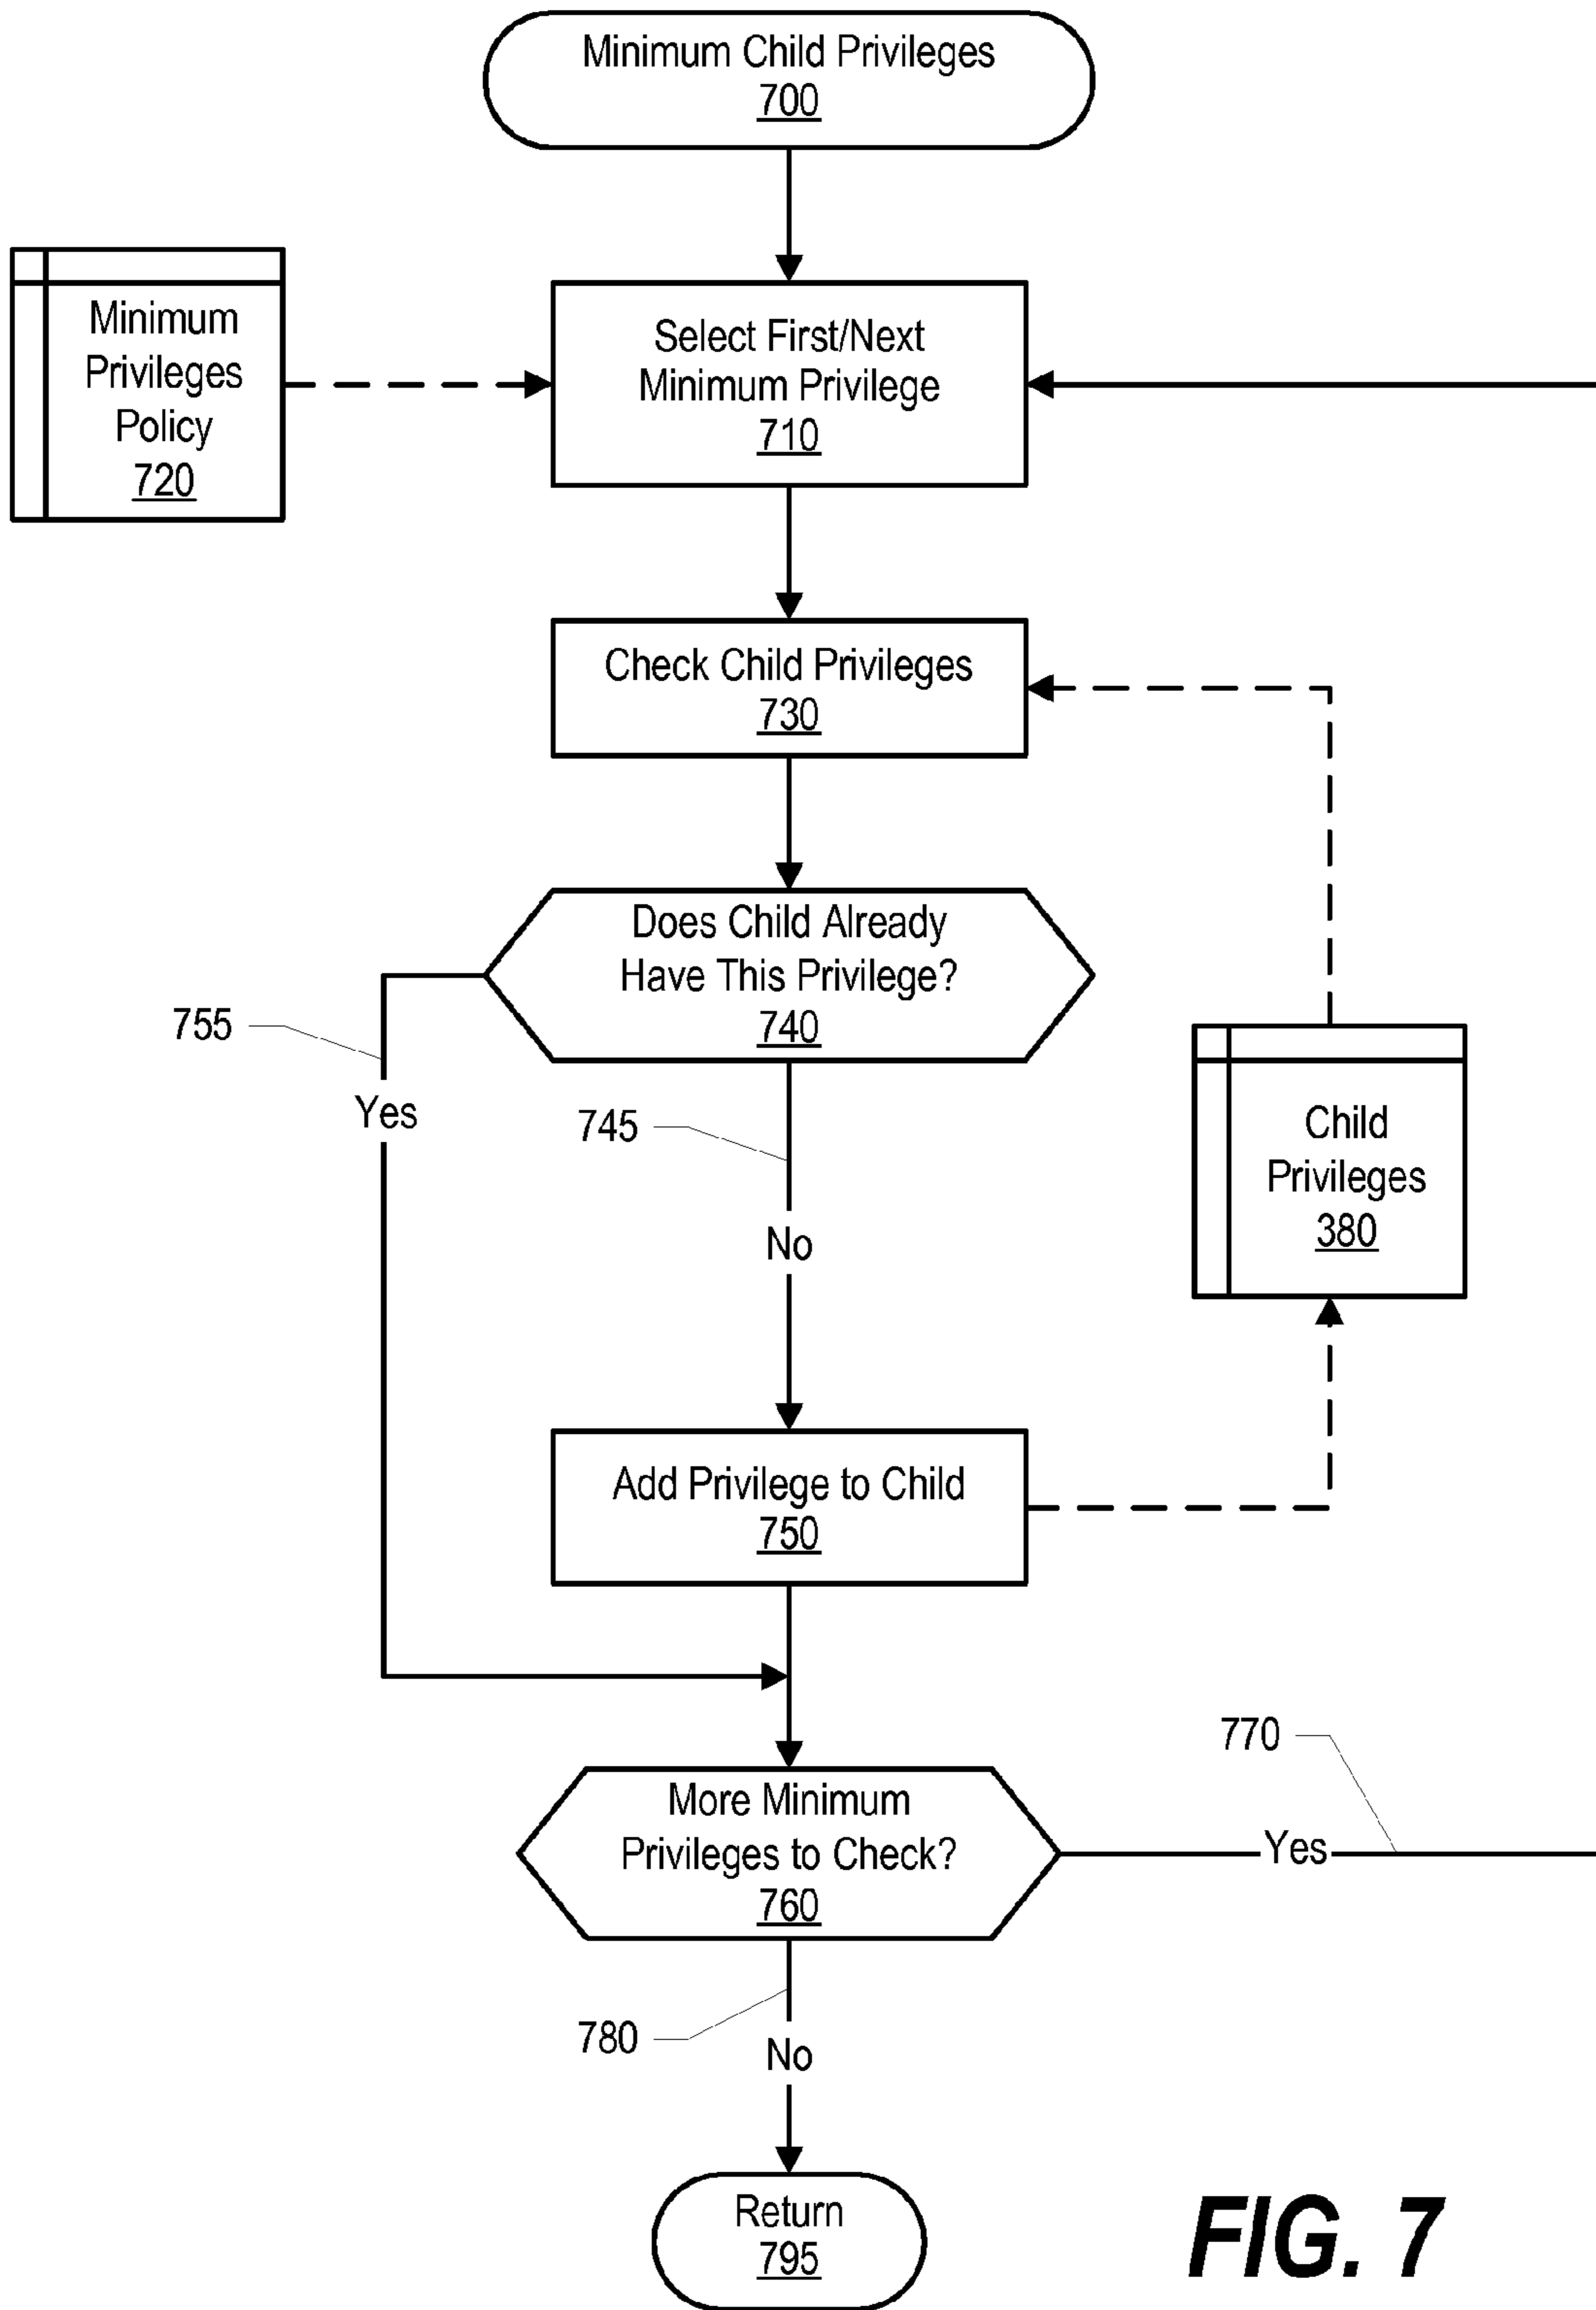 Minimum Child Privileges
700
Minimum
Privileges
Policy
720
Select First/Next
Minimum Privilege
710
Check Child Privileges
730
Does Child Already
Have This Privilege?
740
755
Yes
745
No
Child
Privileges
380
Add Privilege to Child
750
770
More Minimum
Privileges to Check?
760
Yes
780
No
Return
795
FIG. 7